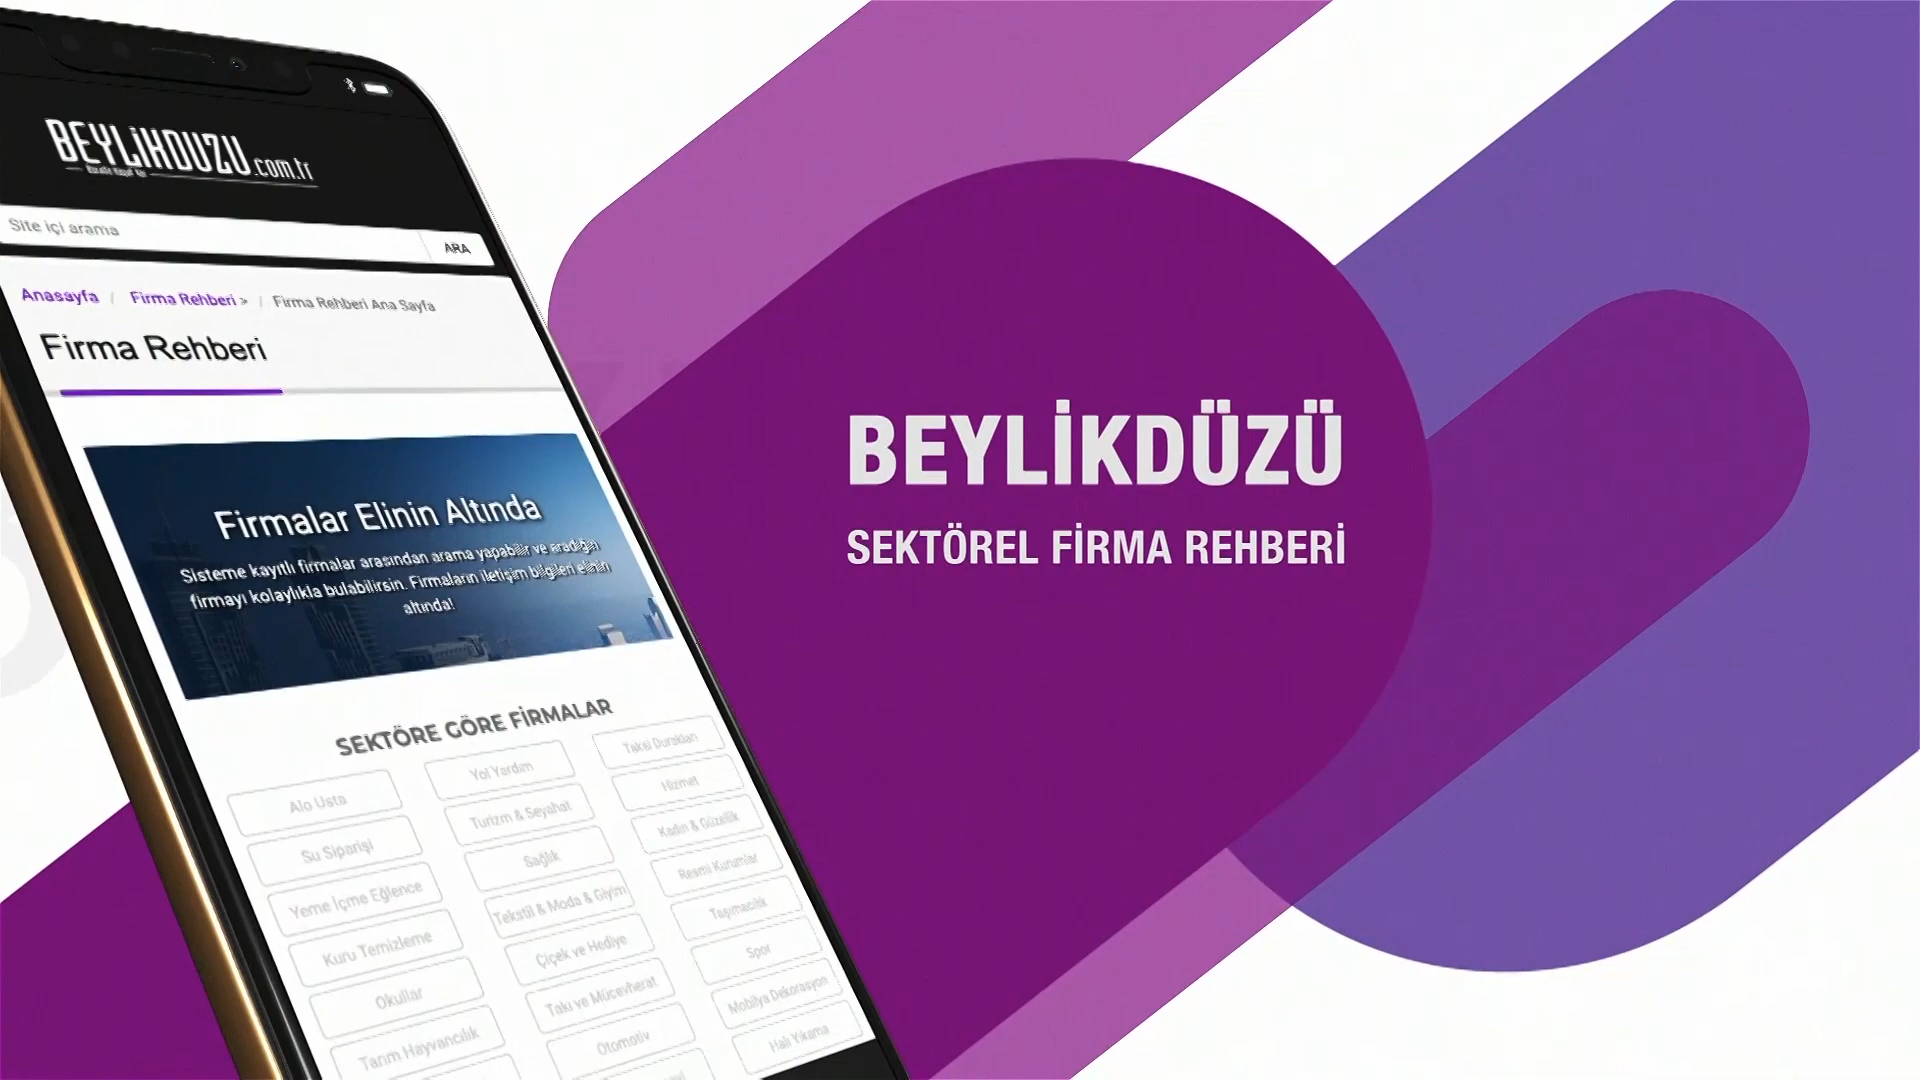 BEYLiKDUZU.com.tr
Site içi arama
ARA
Anasayfa / Firma Rehberi » / Firma Rehberi Ana Sayfa
Firma Rehberi
Firmalar Elinin Altında
Sisteme kayıtlı firmalar arasından arama yapabilir ve aradığın
firmayı kolaylıkla bulabilirsin. Firmaların iletişim bilgileri elinin
altında!
SEKTÖRE GÖRE FİRMALAR
Alo Usta
Yol Yardım
Taksi Durakları
Su Siparişi
Turizm & Seyahat
Hizmet
Yeme İçme Eğlence
Sağlık
Kadın & Güzellik
Kuru Temizleme
Tekstil & Moda & Giyim
Resmi Kurumlar
Okullar
Çiçek ve Hediye
Taşımacılık
Tarım Hayvancılık
Takı ve Mücevherat
Spor
Otomotiv
Mobilya Dekorasyon
Halı Yıkama
BEYLİKDÜZÜ
SEKTÖREL FİRMA REHBERİ